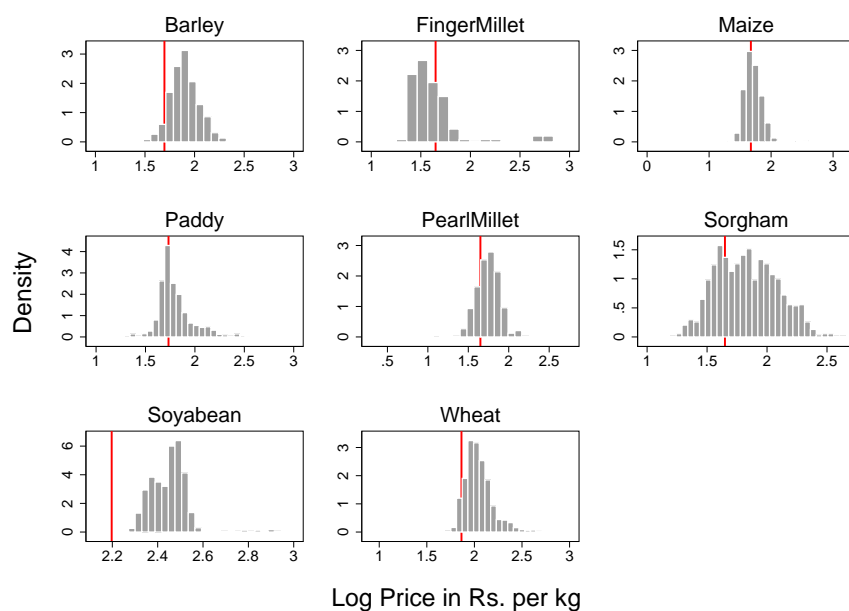 Barley
FingerMillet
Maize
0 1 2 3
1 1.5 2 2.5 3
0 1 2 3
1 1.5 2 2.5 3
0 1 2 3
0 1 2 3
Paddy
PearlMillet
Sorgham
0 1 2 3 4
1 1.5 2 2.5 3
0 1 2 3
.5 1 1.5 2 2.5
0 .5 1 1.5
1 1.5 2 2.5
Density
Soyabean
Wheat
0 2 4 6
2.2 2.4 2.6 2.8 3
0 1 2 3
1 1.5 2 2.5 3
Log Price in Rs. per kg